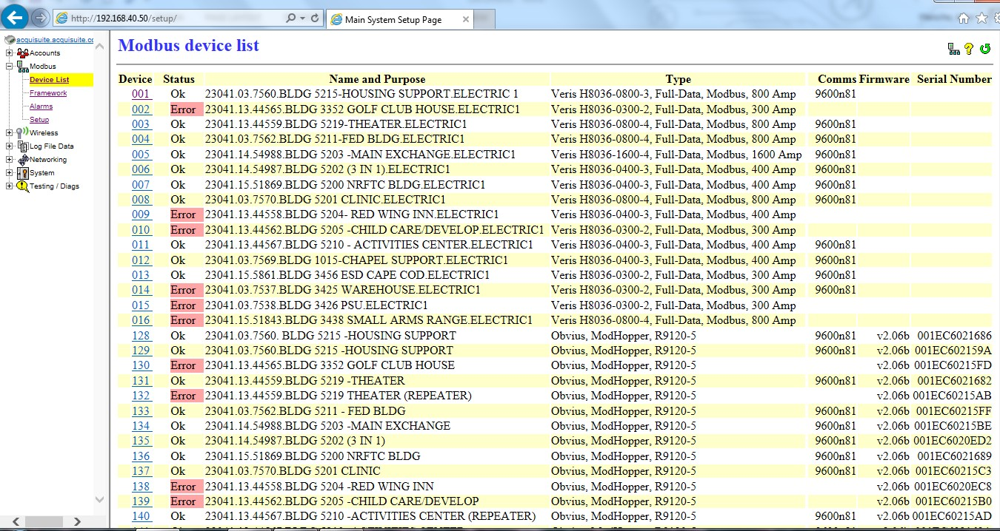 http://192.168.40.50/setup/
Main System Setup Page
acquisuite.acquisuite.co
Accounts
Modbus
Device List
Framework
Alarms
Setup
Wireless
Log File Data
Networking
System
Testing / Diags
Modbus device list
Device Status Name and Purpose Type Comms Firmware Serial Number
001 Ok 23041.03.7560.BLDG 5215-HOUSING SUPPORT.ELECTRIC 1 Veris H8036-0800-3, Full-Data, Modbus, 800 Amp 9600n81
002 Error 23041.13.44565.BLDG 3352 GOLF CLUB HOUSE.ELECTRIC1 Veris H8036-0300-2, Full-Data, Modbus, 300 Amp
003 Ok 23041.13.44559.BLDG 5219-THEATER.ELECTRIC1 Veris H8036-0800-4, Full-Data, Modbus, 800 Amp 9600n81
004 Ok 23041.03.7562.BLDG 5211-FED BLDG.ELECTRIC1 Veris H8036-0800-4, Full-Data, Modbus, 800 Amp 9600n81
005 Ok 23041.14.54988.BLDG 5203 -MAIN EXCHANGE.ELECTRIC1 Veris H8036-1600-4, Full-Data, Modbus, 1600 Amp 9600n81
006 Ok 23041.14.54987.BLDG 5202 (3 IN 1).ELECTRIC1 Veris H8036-0400-3, Full-Data, Modbus, 400 Amp 9600n81
007 Ok 23041.15.51869.BLDG 5200 NRFTC BLDG.ELECTRIC1 Veris H8036-0400-3, Full-Data, Modbus, 400 Amp 9600n81
008 Ok 23041.03.7570.BLDG 5201 CLINIC.ELECTRIC1 Veris H8036-0800-4, Full-Data, Modbus, 800 Amp 9600n81
009 Error 23041.13.44558.BLDG 5204- RED WING INN.ELECTRIC1 Veris H8036-0400-3, Full-Data, Modbus, 400 Amp
010 Error 23041.13.44562.BLDG 5205 -CHILD CARE/DEVELOP.ELECTRIC1 Veris H8036-0300-2, Full-Data, Modbus, 300 Amp
011 Ok 23041.13.44567.BLDG 5210 - ACTIVITIES CENTER.ELECTRIC1 Veris H8036-0400-3, Full-Data, Modbus, 400 Amp 9600n81
012 Ok 23041.03.7569.BLDG 1015-CHAPEL SUPPORT.ELECTRIC1 Veris H8036-0400-3, Full-Data, Modbus, 400 Amp 9600n81
013 Ok 23041.15.5861.BLDG 3456 ESD CAPE COD.ELECTRIC1 Veris H8036-0300-2, Full-Data, Modbus, 300 Amp 9600n81
014 Error 23041.03.7537.BLDG 3425 WAREHOUSE.ELECTRIC1 Veris H8036-0300-2, Full-Data, Modbus, 300 Amp 9600n81
015 Error 23041.03.7538.BLDG 3426 PSU.ELECTRIC1 Veris H8036-0300-2, Full-Data, Modbus, 300 Amp
016 Error 23041.15.51843.BLDG 3438 SMALL ARMS RANGE.ELECTRIC1 Veris H8036-0800-4, Full-Data, Modbus, 800 Amp
128 Ok 23041.03.7560. BLDG 5215 -HOUSING SUPPORT Obvius, ModHopper, R9120-5 9600n81 v2.06b 001EC6021686
129 Ok 23041.03.7560.BLDG 5215 -HOUSING SUPPORT Obvius, ModHopper, R9120-5 9600n81 v2.06b 001EC602159A
130 Error 23041.13.44565.BLDG 3352 GOLF CLUB HOUSE Obvius, ModHopper, R9120-5 v2.06b 001EC60215FD
131 Ok 23041.13.44559.BLDG 5219 -THEATER Obvius, ModHopper, R9120-5 9600n81 v2.06b 001EC6021682
132 Error 23041.13.44559.BLDG 5219 THEATER (REPEATER) Obvius, ModHopper, R9120-5 v2.06b 001EC60215AB
133 Ok 23041.03.7562.BLDG 5211 - FED BLDG Obvius, ModHopper, R9120-5 9600n81 v2.06b 001EC60215FF
134 Ok 23041.14.54988.BLDG 5203 -MAIN EXCHANGE Obvius, ModHopper, R9120-5 9600n81 v2.06b 001EC60215BE
135 Ok 23041.14.54987.BLDG 5202 (3 IN 1) Obvius, ModHopper, R9120-5 9600n81 v2.06b 001EC6020ED2
136 Ok 23041.15.51869.BLDG 5200 NRFTC BLDG Obvius, ModHopper, R9120-5 9600n81 v2.06b 001EC6021689
137 Ok 23041.03.7570.BLDG 5201 CLINIC Obvius, ModHopper, R9120-5 9600n81 v2.06b 001EC60215C3
138 Error 23041.13.44558.BLDG 5204 -RED WING INN Obvius, ModHopper, R9120-5 v2.06b 001EC6020EC8
139 Error 23041.13.44562.BLDG 5205 -CHILD CARE/DEVELOP Obvius, ModHopper, R9120-5 v2.06b 001EC60215B0
140 Ok 23041.13.44567.BLDG 5210 -ACTIVITIES CENTER (REPEATER) Obvius, ModHopper, R9120-5 9600n81 v2.06b 001EC60215AD